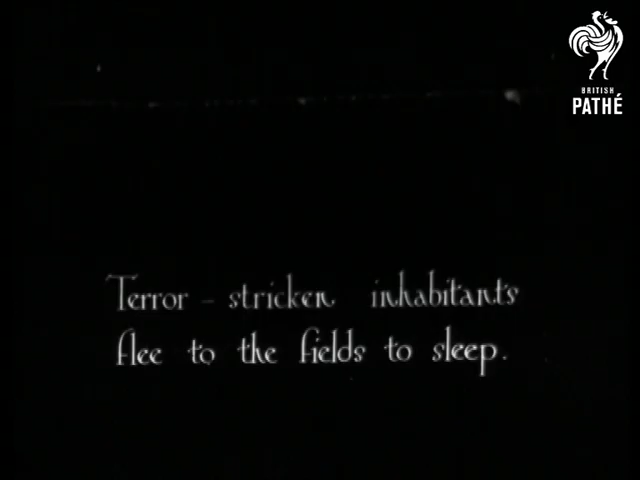 BRITISH
PATHÉ
Terror - stricken inhabitants
flee to the fields to sleep.